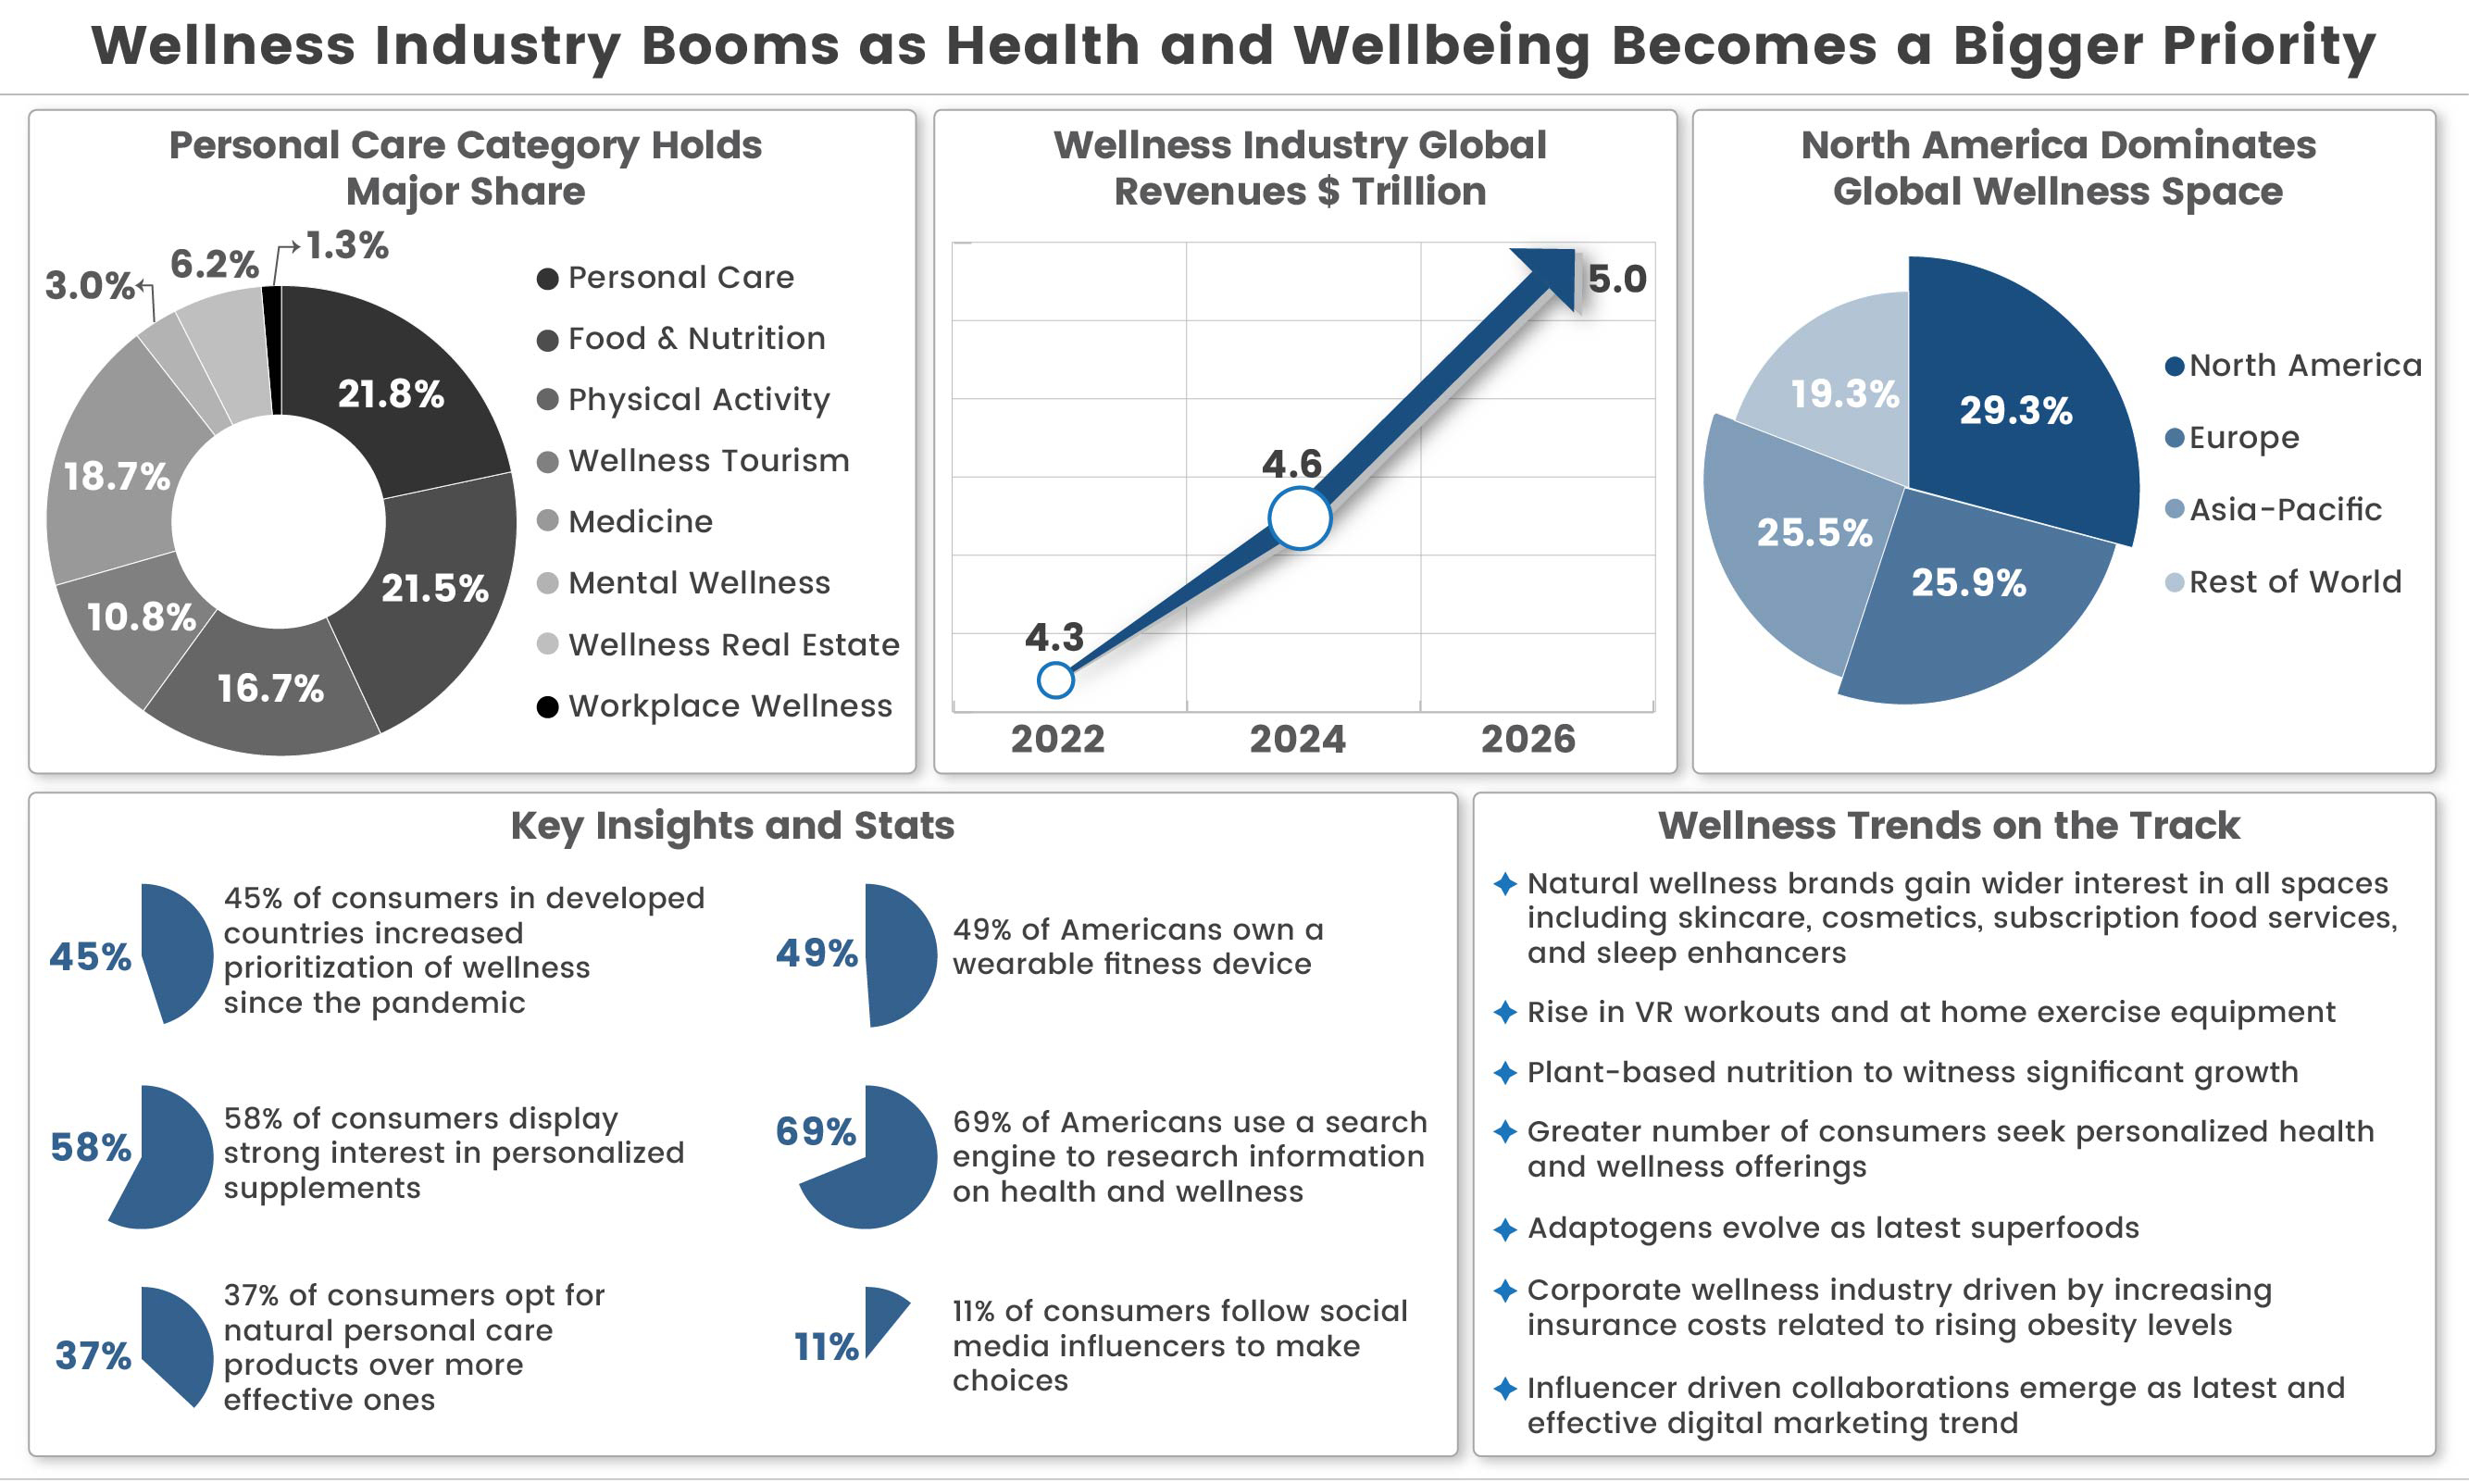 Wellness Industry Booms as Health and Wellbeing Becomes a Bigger Priority
Personal Care Category Holds
Major Share
1.3%
6.2%
3.0%
21.8%
18.7%
21.5%
10.8%
16.7%
Personal Care
Food & Nutrition
Physical Activity
Wellness Tourism
Medicine
Mental Wellness
Wellness Real Estate
Workplace Wellness
Wellness Industry Global
Revenues $ Trillion
5.0
4.6
4.3
2022
2024
2026
North America Dominates
Global Wellness Space
19.3%
29.3%
25.5%
25.9%
North America
Europe
Asia-Pacific
Rest of World
Key Insights and Stats
45%
45% of consumers in developed
countries increased
prioritization of wellness
since the pandemic
49%
49% of Americans own a
wearable fitness device
58%
58% of consumers display
strong interest in personalized
supplements
69%
69% of Americans use a search
engine to research information
on health and wellness
37%
37% of consumers opt for
natural personal care
products over more
effective ones
11%
11% of consumers follow social
media influencers to make
choices
Wellness Trends on the Track
Natural wellness brands gain wider interest in all spaces
including skincare, cosmetics, subscription food services,
and sleep enhancers
Rise in VR workouts and at home exercise equipment
Plant-based nutrition to witness significant growth
Greater number of consumers seek personalized health
and wellness offerings
Adaptogens evolve as latest superfoods
Corporate wellness industry driven by increasing
insurance costs related to rising obesity levels
Influencer driven collaborations emerge as latest and
effective digital marketing trend